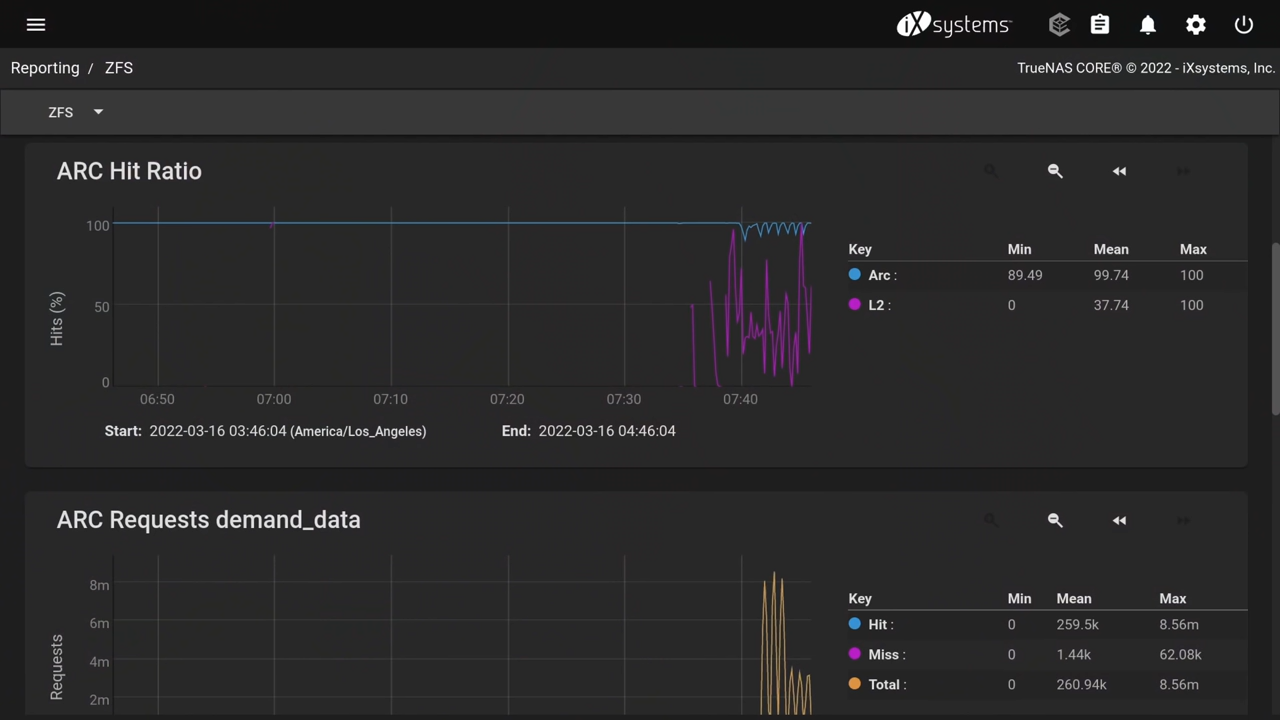 iXsystems™
Reporting / ZFS
TrueNAS CORE® © 2022 - iXsystems, Inc.
ZFS
ARC Hit Ratio
100
50
0
Hits (%)
06:50 07:00 07:10 07:20 07:30 07:40
Key Min Mean Max
Arc : 89.49 99.74 100
L2 : 0 37.74 100
Start: 2022-03-16 03:46:04 (America/Los_Angeles) End: 2022-03-16 04:46:04
ARC Requests demand_data
8m
6m
4m
2m
Requests
Key Min Mean Max
Hit : 0 259.5k 8.56m
Miss : 0 1.44k 62.08k
Total : 0 260.94k 8.56m